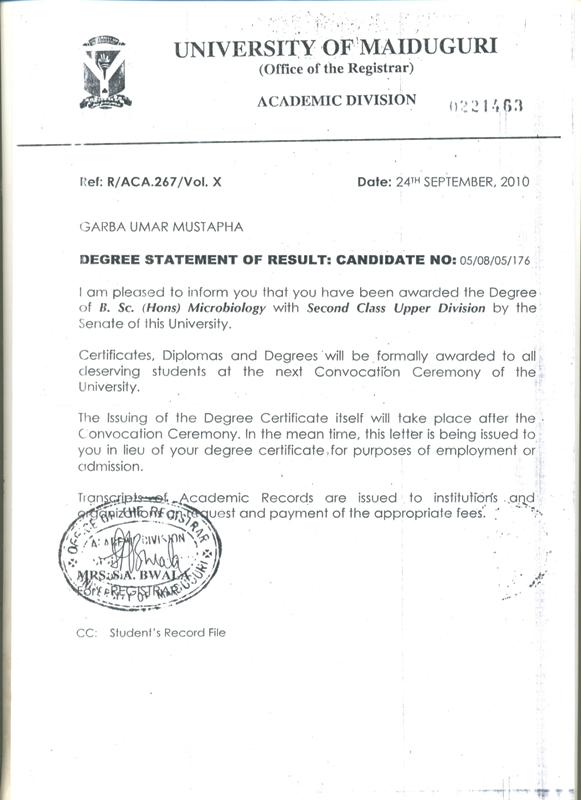 UNIVERSITY OF MAIDUGURI
(Office of the Registrar)
ACADEMIC DIVISION
0221463
Ref: R/ACA.267/Vol. X Date: 24TH SEPTEMBER, 2010
GARBA UMAR MUSTAPHA
DEGREE STATEMENT OF RESULT: CANDIDATE NO: 05/08/05/176
I am pleased to inform you that you have been awarded the Degree
of B. Sc. (Hons) Microbiology with Second Class Upper Division by the
Senate of this University.
Certificates, Diplomas and Degrees will be formally awarded to all
deserving students at the next Convocation Ceremony of the
University.
The Issuing of the Degree Certificate itself will take place after the
Convocation Ceremony. In the mean time, this letter is being issued to
you in lieu of your degree certificate for purposes of employment or
admission.
Transcripts of Academic Records are issued to institutions and
organizations on request and payment of the appropriate fees.
OFFICE OF THE REGISTRAR
DIVISION
MRS. S.A. BWALA
REGISTRAR
CC: Student's Record File